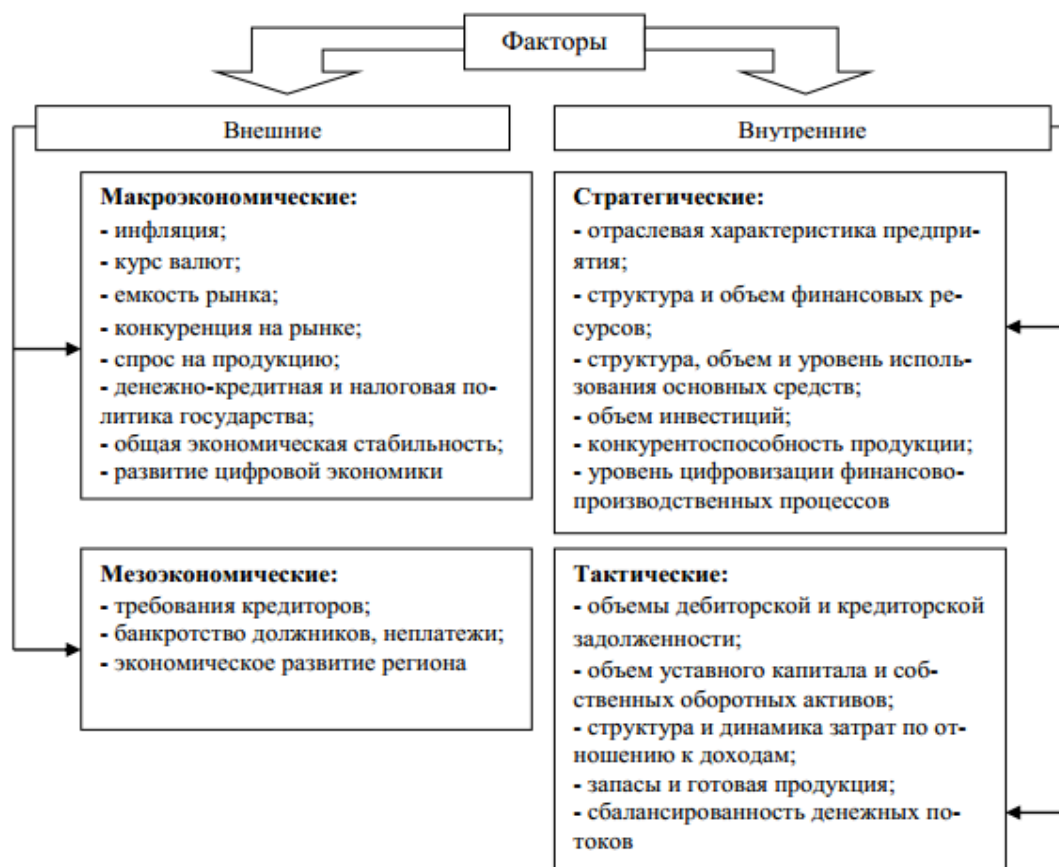 Факторы
Внешние
Внутренние
Макроэкономические:
- инфляция;
- курс валют;
- емкость рынка;
- конкуренция на рынке;
- спрос на продукцию;
- денежно-кредитная и налоговая по-
литика государства;
- общая экономическая стабильность;
- развитие цифровой экономики
Стратегические:
- отраслевая характеристика предпри-
ятия;
- структура и объем финансовых ре-
сурсов;
- структура, объем и уровень исполь-
зования основных средств;
- объем инвестиций;
- конкурентоспособность продукции;
- уровень цифровизации финансово-
производственных процессов
Мезоэкономические:
- требования кредиторов;
- банкротство должников, неплатежи;
- экономическое развитие региона
Тактические:
- объемы дебиторской и кредиторской
задолженности;
- объем уставного капитала и соб-
ственных оборотных активов;
- структура и динамика затрат по от-
ношению к доходам;
- запасы и готовая продукция;
- сбалансированность денежных по-
токов